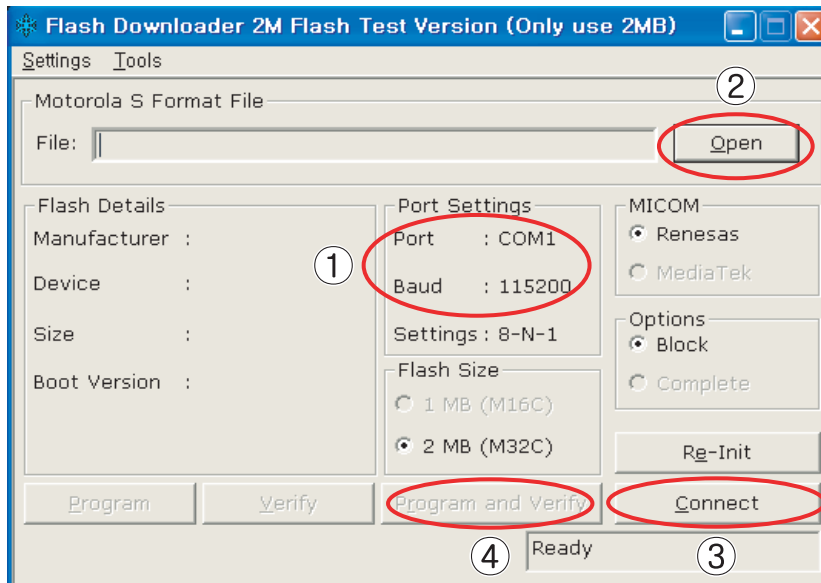 Flash Downloader 2M Flash Test Version (Only use 2MB)
Settings Tools
②
Motorola S Format File
File: Open
Flash Details
Manufacturer :
Device :
Size :
Boot Version :
①
Port Settings
Port : COM1
Baud : 115200
Settings : 8-N-1
Flash Size
1 MB (M16C)
2 MB (M32C)
MICOM
Renesas
MediaTek
Options
Block
Complete
Re-Init
Program Verify Program and Verify Connect
④ Ready ③